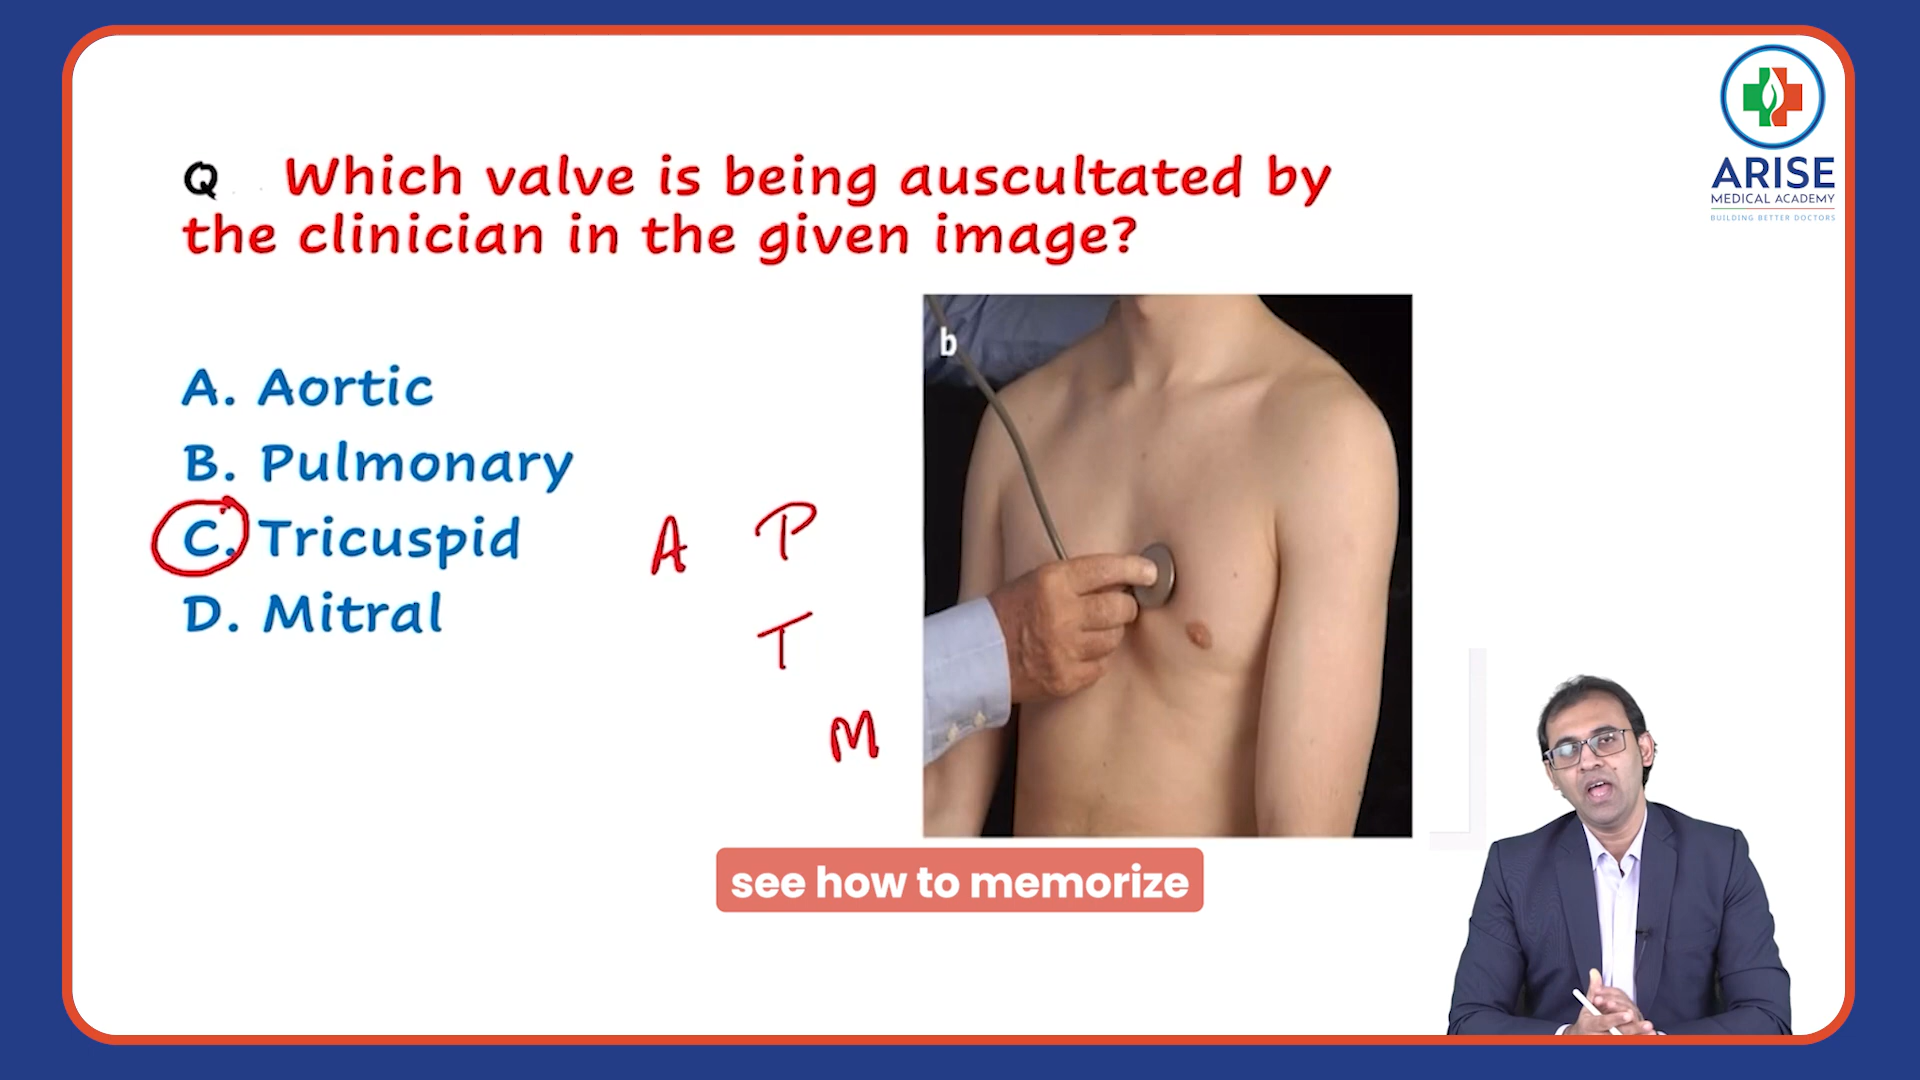 ARISE
MEDICAL ACADEMY
BUILDING BETTER DOCTORS
Q Which valve is being auscultated by
the clinician in the given image?
b
A. Aortic
B. Pulmonary
C. Tricuspid
D. Mitral
A P
T
M
see how to memorize